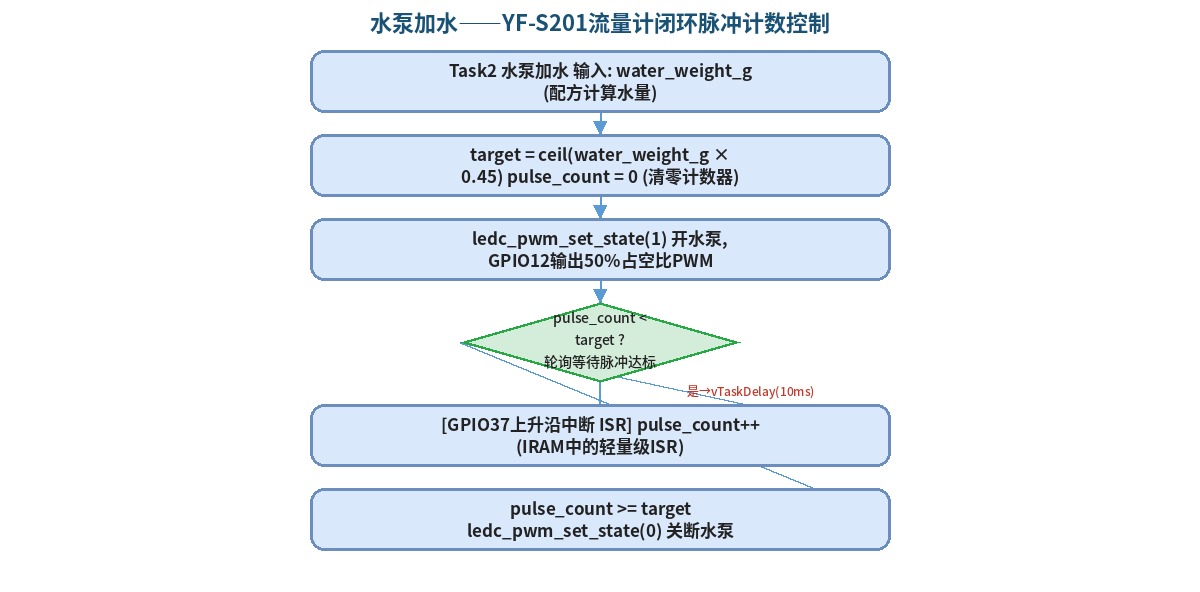 水泵加水——YF-S201流量计闭环脉冲计数控制
Task2 水泵加水 输入: water_weight_g
(配方计算水量)
target = ceil(water_weight_g ×
0.45) pulse_count = 0 (清零计数器)
ledc_pwm_set_state(1) 开水泵,
GPIO12输出50%占空比PWM
pulse_count <
target ?
轮询等待脉冲达标
是→vTaskDelay(10ms)
[GPIO37上升沿中断 ISR] pulse_count++
(IRAM中的轻量级ISR)
pulse_count >= target
ledc_pwm_set_state(0) 关断水泵